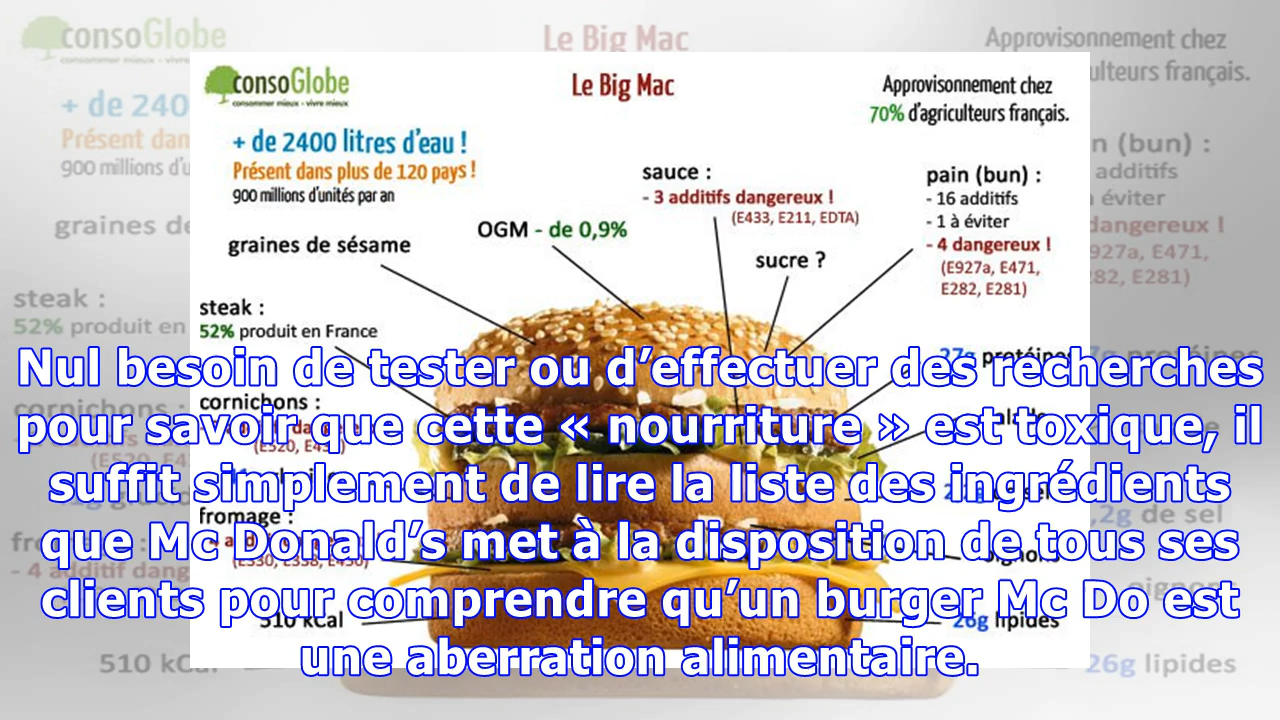 consoGlobe
consommer mieux - vivre mieux
Le Big Mac
Approvisonnement chez
70% d'agriculteurs français.
+ de 2400 litres d'eau !
Présent dans plus de 120 pays !
900 millions d'unités par an
sauce :
- 3 additifs dangereux !
(E433, E211, EDTA)
pain (bun) :
- 16 additifs
- 1 à éviter
- 4 dangereux !
(E927a, E471,
E282, E281)
OGM - de 0,9%
graines de sésame
sucre ?
steak :
52% produit en France
27g protéines
cornichons :
fromage :
510 kCal
26g lipides
Nul besoin de tester ou d’effectuer des recherches
pour savoir que cette « nourriture » est toxique, il
suffit simplement de lire la liste des ingrédients
que Mc Donald’s met à la disposition de tous ses
clients pour comprendre qu’un burger Mc Do est
une aberration alimentaire.